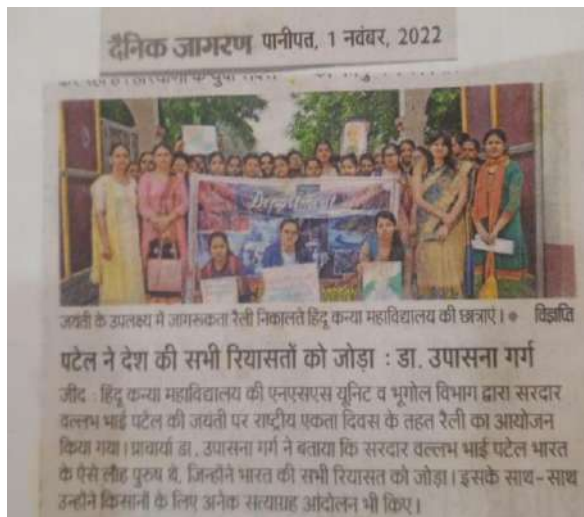 दैनिक जागरण पानीपत, 1 नवंबर, 2022
Department
जयंती के उपलक्ष्य में जागरूकता रैली निकालते हिंदू कन्या महाविद्यालय की छात्राएं। ● विज्ञप्ति
पटेल ने देश की सभी रियासतों को जोड़ा : डा. उपासना गर्ग
जींद : हिंदू कन्या महाविद्यालय की एनएसएस यूनिट व भूगोल विभाग द्वारा सरदार
वल्लभ भाई पटेल की जयंती पर राष्ट्रीय एकता दिवस के तहत रैली का आयोजन
किया गया। प्राचार्या डा. उपासना गर्ग ने बताया कि सरदार वल्लभ भाई पटेल भारत
के ऐसे लौह पुरुष थे, जिन्होंने भारत की सभी रियासत को जोड़ा। इसके साथ-साथ
उन्होंने किसानों के लिए अनेक सत्याग्रह आंदोलन भी किए।